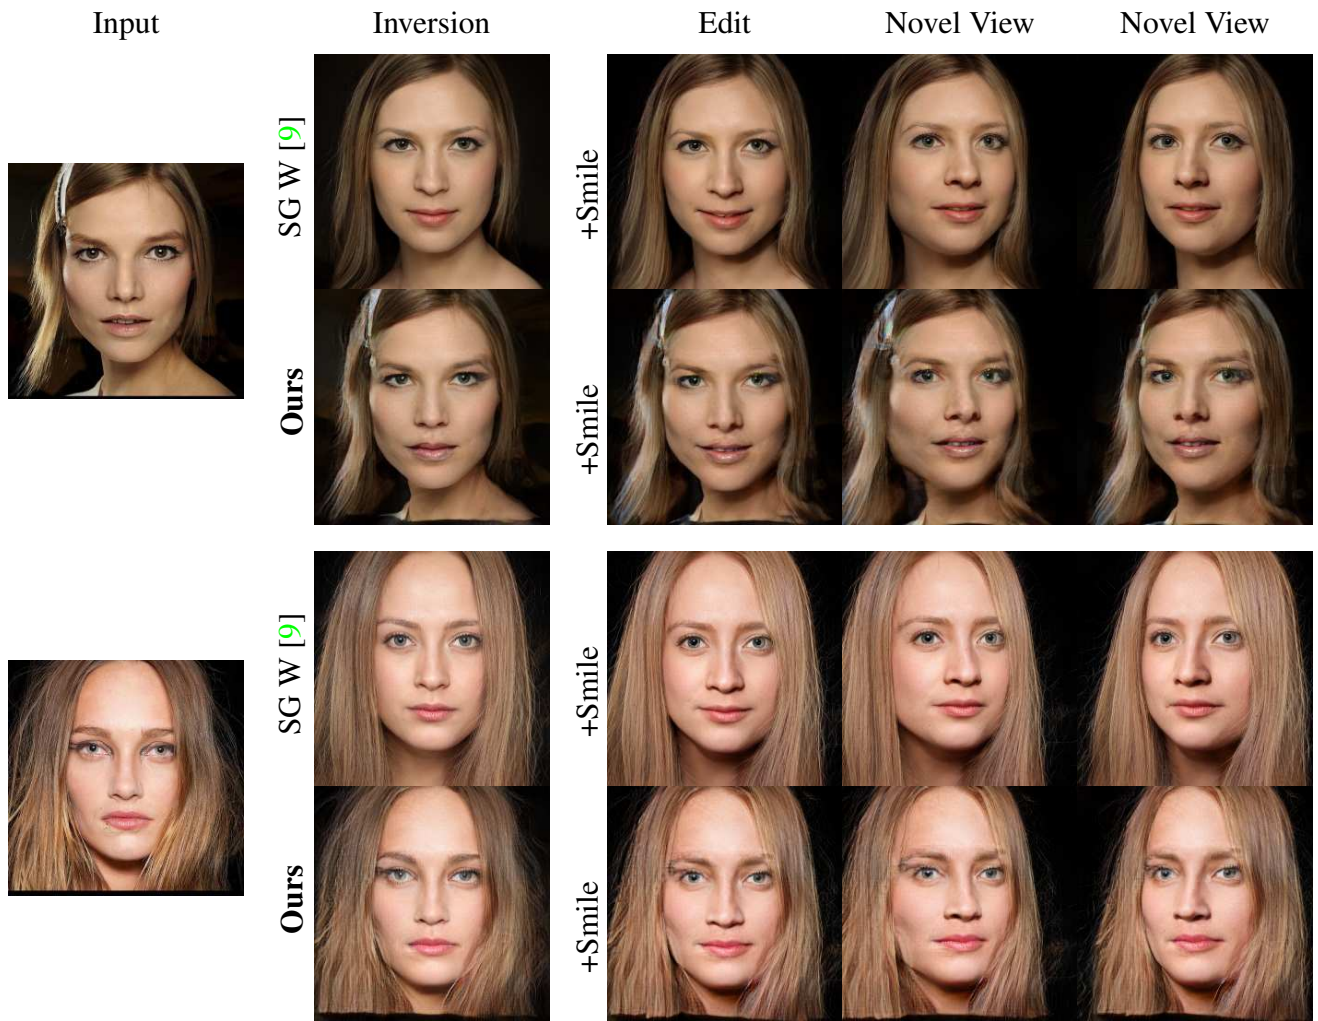 Input Inversion Edit Novel View Novel View
SG W [9]
+Smile
Ours
+Smile
SG W [9]
+Smile
Ours
+Smile